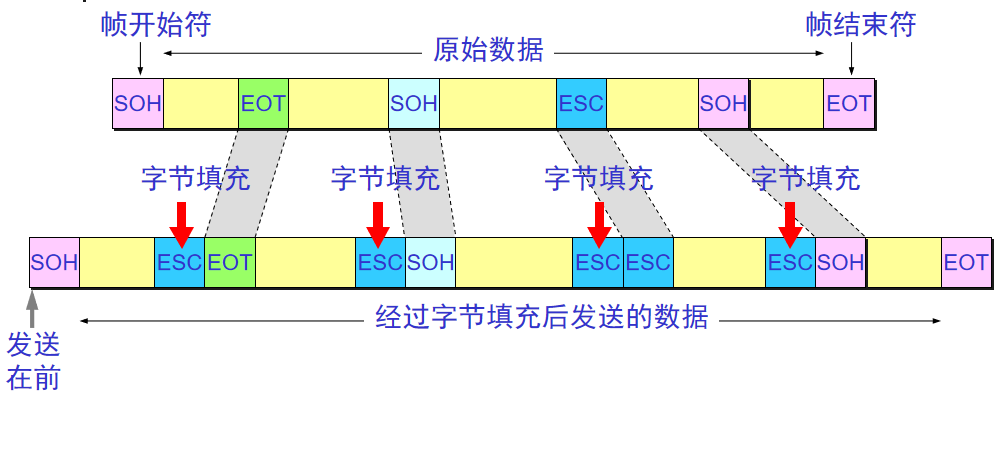 帧开始符
帧结束符
原始数据
SOH EOT SOH ESC SOH EOT
字节填充 字节填充 字节填充 字节填充
SOH ESC EOT ESC SOH ESC ESC ESC SOH EOT
经过字节填充后发送的数据
发送
在前